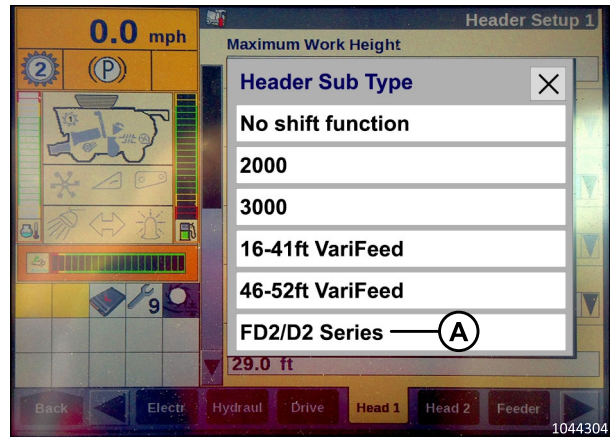 0.0 mph
Header Setup 1
Maximum Work Height
2
(P)
Header Sub Type
No shift function
2000
3000
16-41ft VariFeed
46-52ft VariFeed
FD2/D2 Series
A
9
29.0 ft
Back
Electr
Hydraul
Drive
Head 1
Head 2
Feeder
1044304